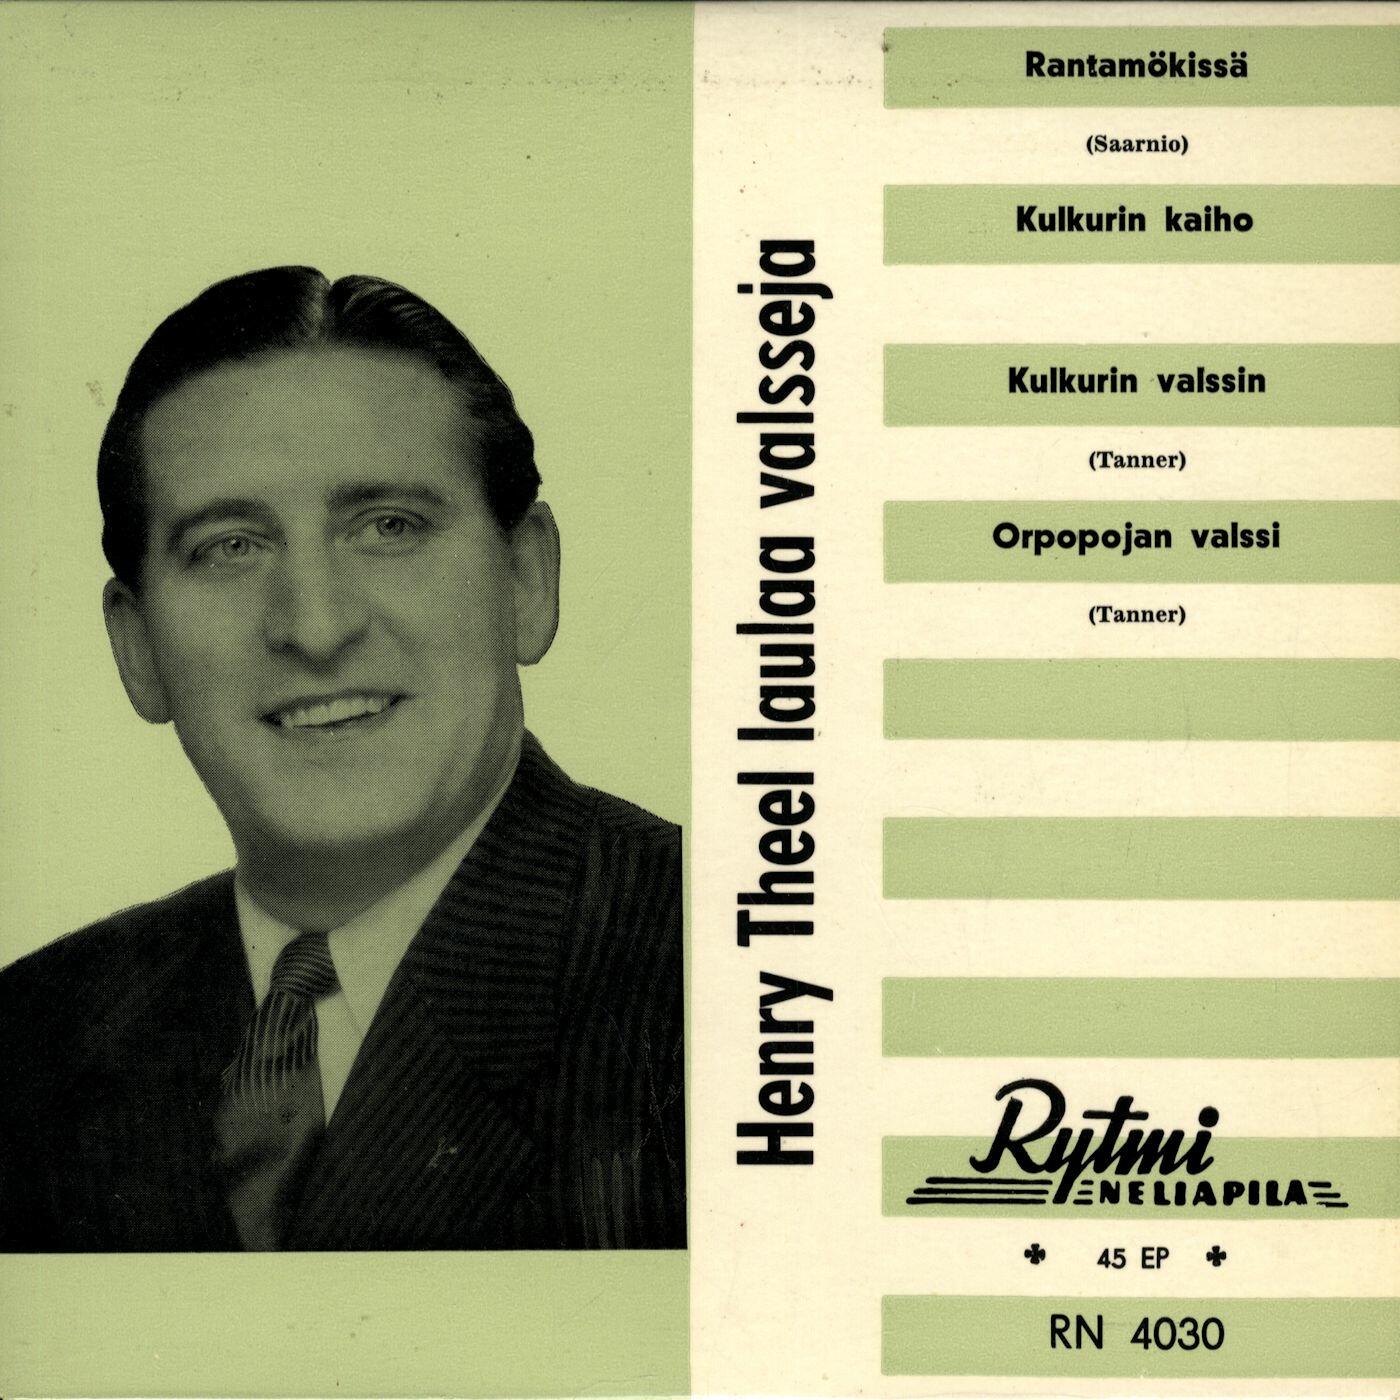 Henry Theel laulaa valsseja
Rantamökissä
(Saarnio)
Kulkurin kaiho
Kulkurin valssin
(Tanner)
Orpopojan valssi
(Tanner)
Rytmi
NELIAPILA
45 EP
RN 4030